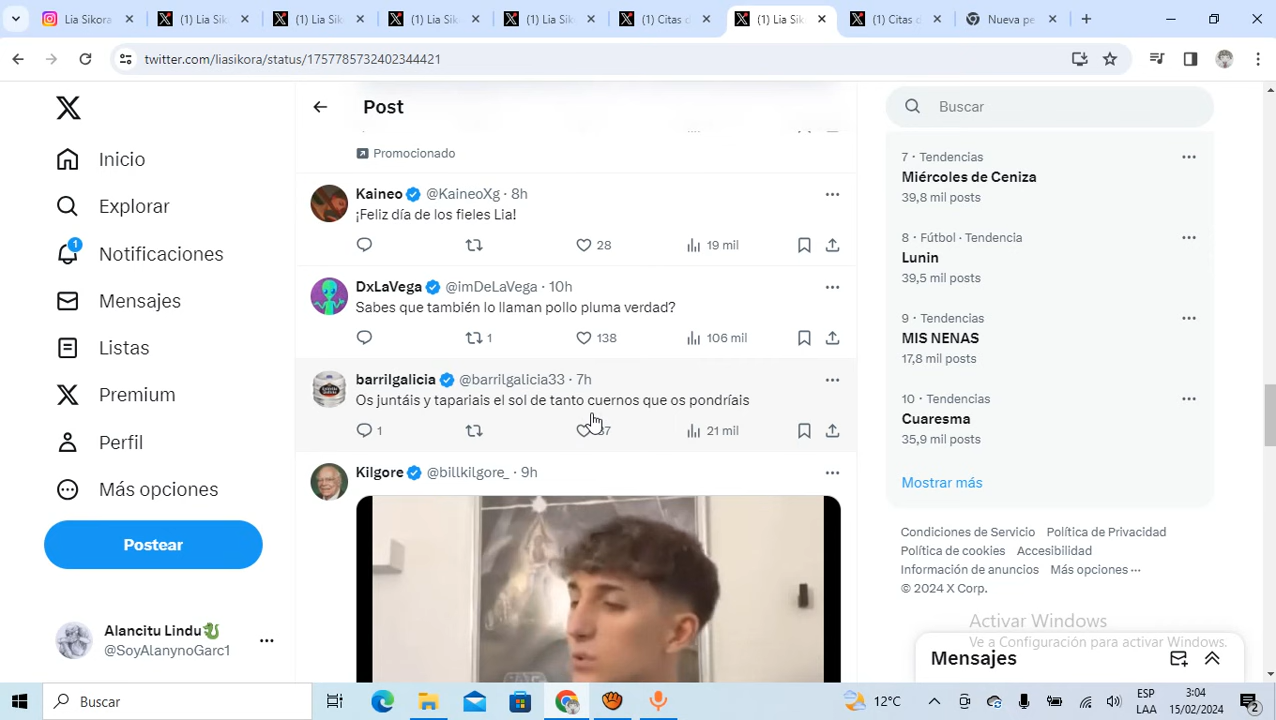 (1) Lia Sikora
(1) Lia Sik
(1) Lia Sik
(1) Lia Sik
(1) Lia Sik
(1) Citas d
(1) Lia Sik
(1) Citas d
Nueva pe
twitter.com/liasikora/status/1757785732402344421
Inicio
Explorar
1
Notificaciones
Mensajes
Listas
Premium
Perfil
Más opciones
Postear
Alancitu Lindu🐉
@SoyAlanynoGarc1
Post
Promocionado
Kaineo @KaineoXg · 8h
¡Feliz día de los fieles Lia!
28
19 mil
DxLaVega @imDeLaVega · 10h
Sabes que también lo llaman pollo pluma verdad?
1
138
106 mil
barrilgalicia @barrilgalicia33 · 7h
Os juntáis y tapariais el sol de tanto cuernos que os pondríais
1
21 mil
Kilgore @billkilgore_ · 9h
Buscar
7 · Tendencias
Miércoles de Ceniza
39,8 mil posts
8 · Fútbol · Tendencia
Lunin
39,5 mil posts
9 · Tendencias
MIS NENAS
17,8 mil posts
10 · Tendencias
Cuaresma
35,9 mil posts
Mostrar más
Condiciones de Servicio Política de Privacidad
Política de cookies Accesibilidad
Información de anuncios Más opciones ···
© 2024 X Corp.
Activar Windows
Ve a Configuración para activar Windows.
Mensajes
Buscar
12°C
ESP
LAA
3:04
15/02/2024
2